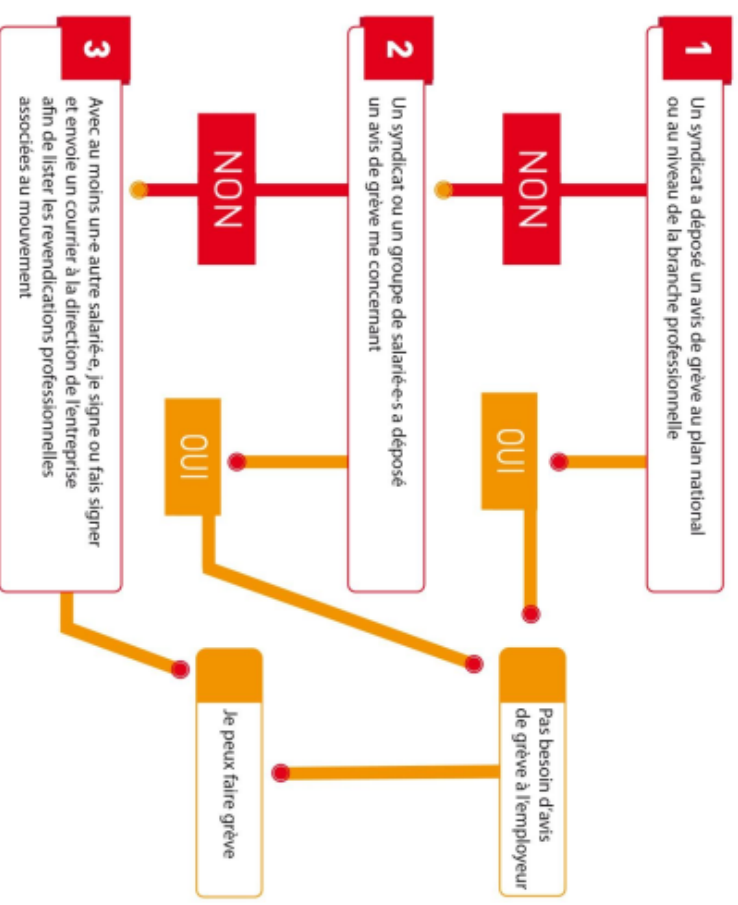 1
Un syndicat a déposé un avis de grève au plan national
ou au niveau de la branche professionnelle
NON
OUI
Pas besoin d'avis
de grève à l'employeur
2
Un syndicat ou un groupe de salarié-e-s a déposé
un avis de grève me concernant
NON
OUI
Je peux faire grève
3
Avec au moins un-e autre salarié-e, je signe ou fais signer
et envoie un courrier à la direction de l'entreprise
afin de lister les revendications professionnelles
associées au mouvement